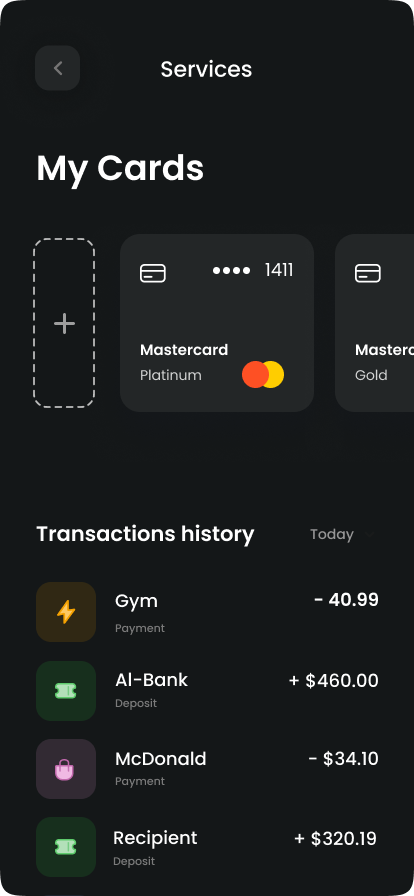 Services
My Cards
•••• 1411
Mastercard
Platinum
Gold
Transactions history
Today
Gym
- 40.99
Payment
Al-Bank
+ $460.00
Deposit
McDonald
- $34.10
Payment
Recipient
+ $320.19
Deposit